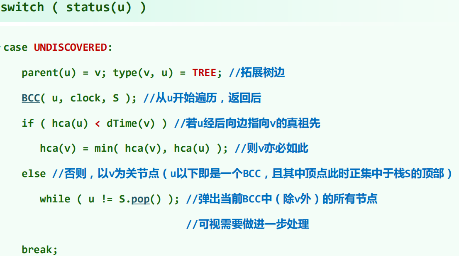 switch ( status(u) )
case UNDISCOVERED:
parent(u) = v; type(v, u) = TREE; //拓展树边
BCC( u, clock, S ); //从u开始遍历，返回后
if ( hca(u) < dTime(v) ) //若u经后向边指向v的真祖先
hca(v) = min( hca(v), hca(u) ); //则v亦必如此
else //否则，以v为关节点（u以下即是一个BCC，且其中顶点此时正集中于栈S的顶部）
while ( u != S.pop() ); //弹出当前BCC中（除v外）的所有节点
//可视需要做进一步处理
break;